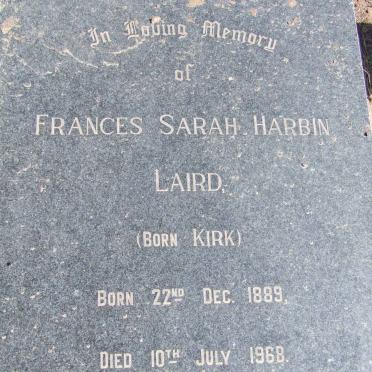 In Loving Memory
of
FRANCES SARAH HARBIN
LAIRD,
(BORN KIRK)
BORN 22ND DEC. 1889,
DIED 10TH JULY 1968.